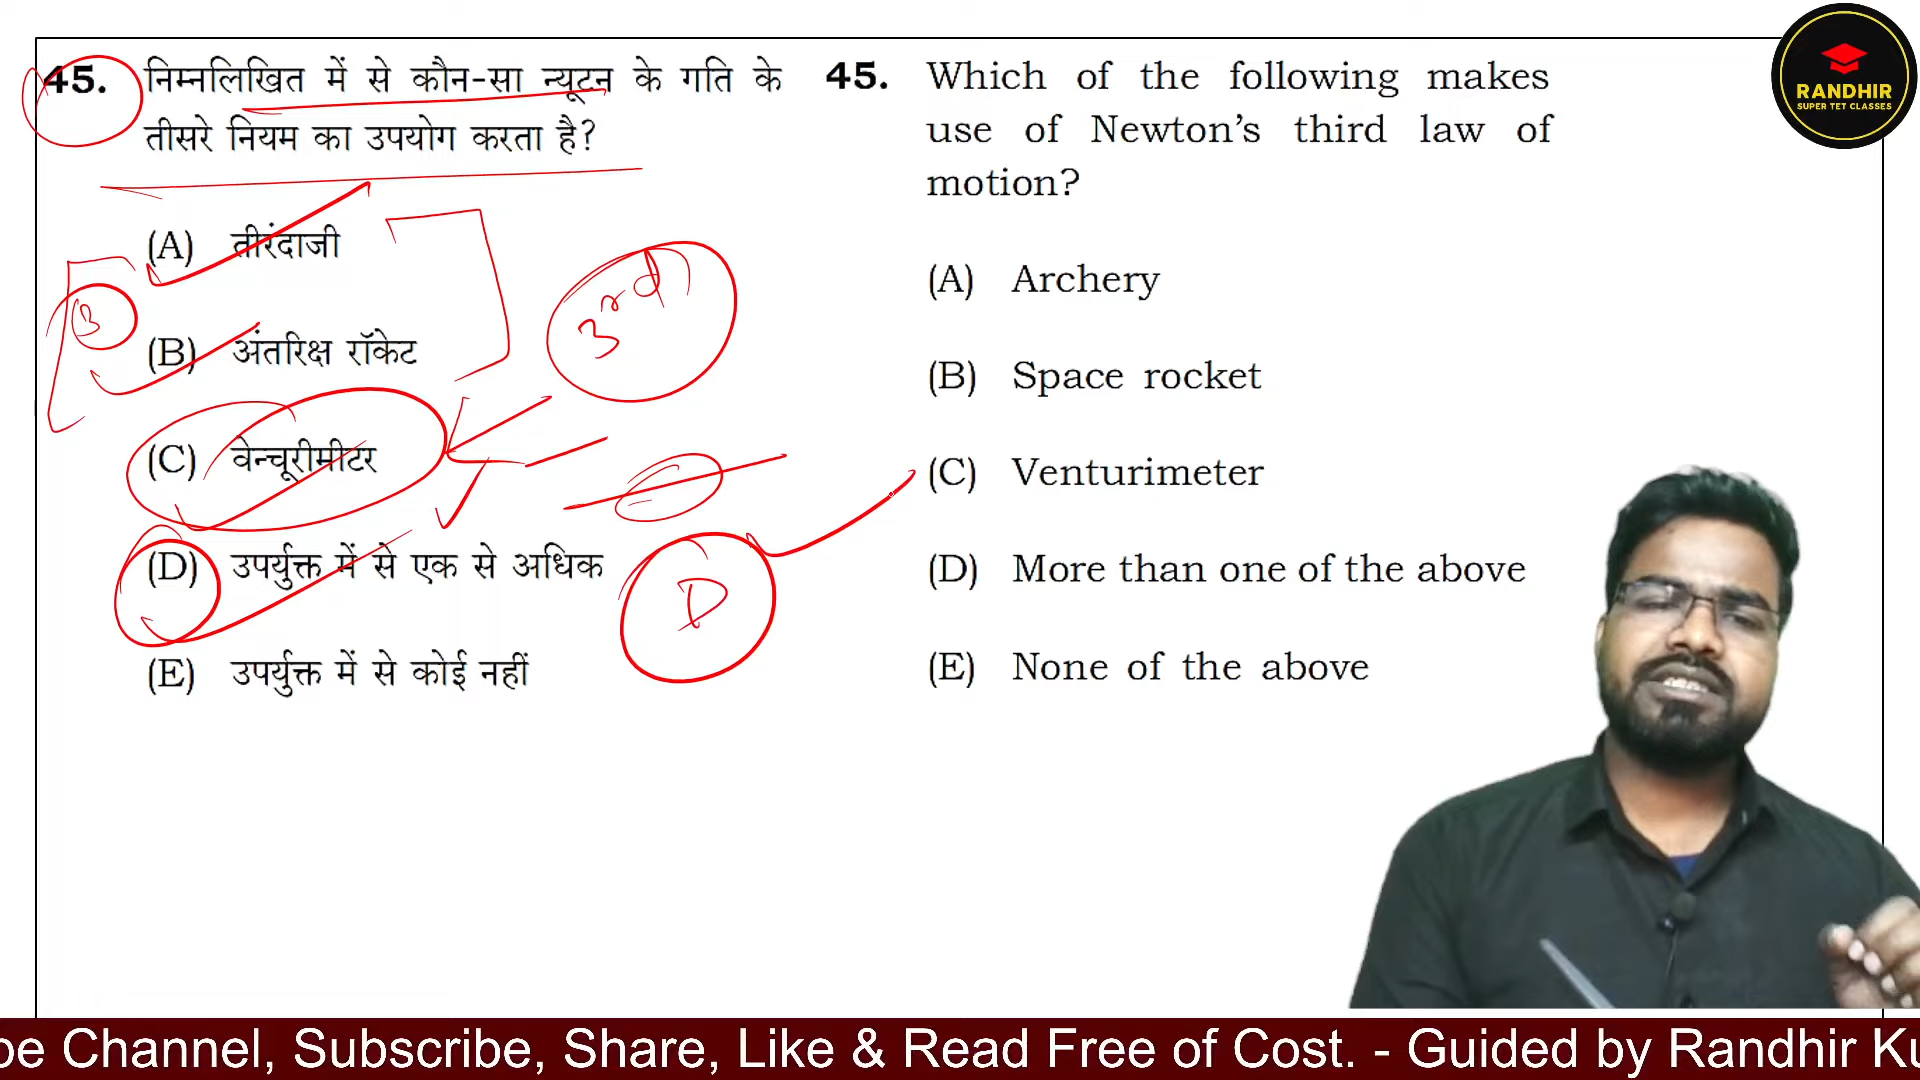 45. निम्नलिखित में से कौन-सा न्यूटन के गति के
तीसरे नियम का उपयोग करता है?
(A) तीरंदाजी
(B) अंतरिक्ष रॉकेट
(C) वेन्चूरीमीटर
(D) उपर्युक्त में से एक से अधिक
(E) उपर्युक्त में से कोई नहीं
B
3rd
D
45. Which of the following makes
use of Newton's third law of
motion?
(A) Archery
(B) Space rocket
(C) Venturimeter
(D) More than one of the above
(E) None of the above
RANDHIR
SUPER TET CLASSES
be Channel, Subscribe, Share, Like & Read Free of Cost. - Guided by Randhir Ku